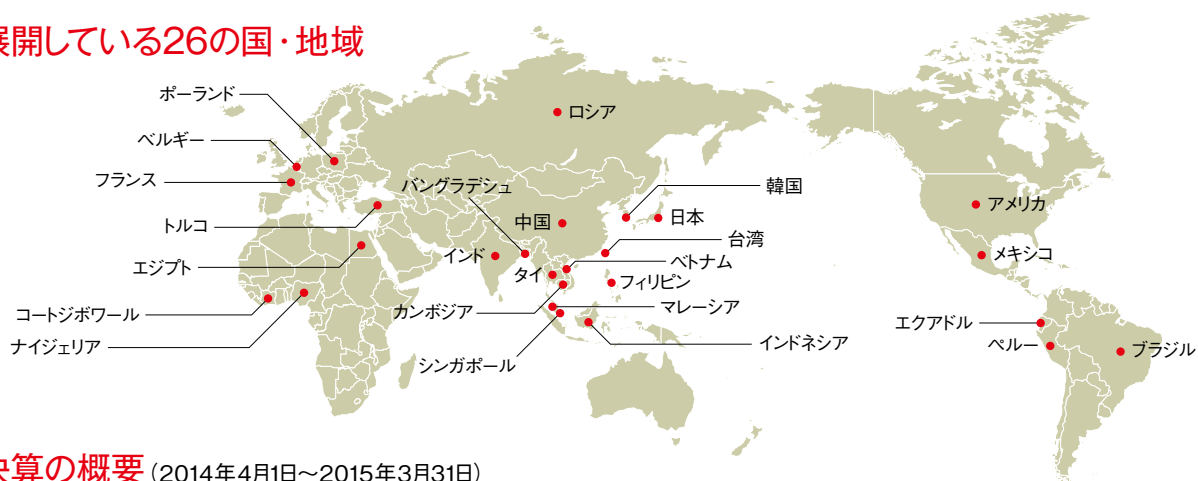 展開している26の国・地域
ポーランド
ロシア
ベルギー
フランス
バングラデシュ
韓国
アメリカ
トルコ
中国
日本
台湾
エジプト
インド
タイ
ベトナム
フィリピン
メキシコ
コートジボワール
カンボジア
マレーシア
エクアドル
ナイジェリア
シンガポール
インドネシア
ペルー
ブラジル
決算の概要(2014年4月1日〜2015年3月31日)